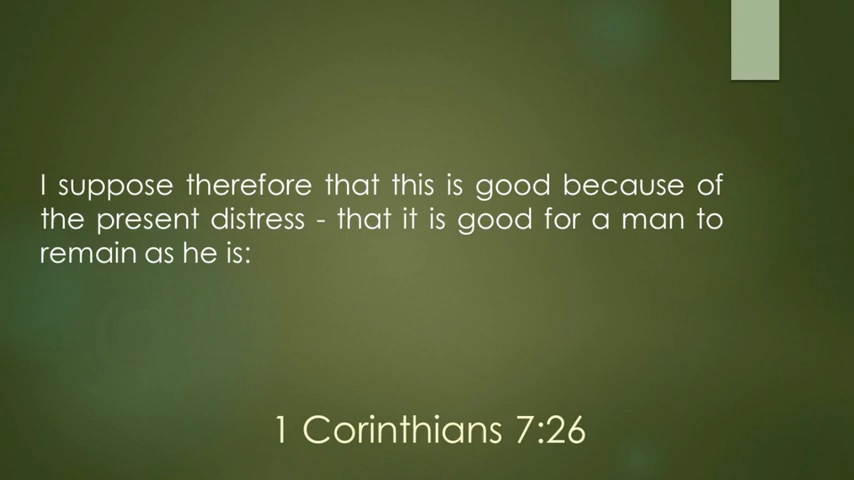 I suppose therefore that this is good because of
the present distress - that it is good for a man to
remain as he is:
1 Corinthians 7:26